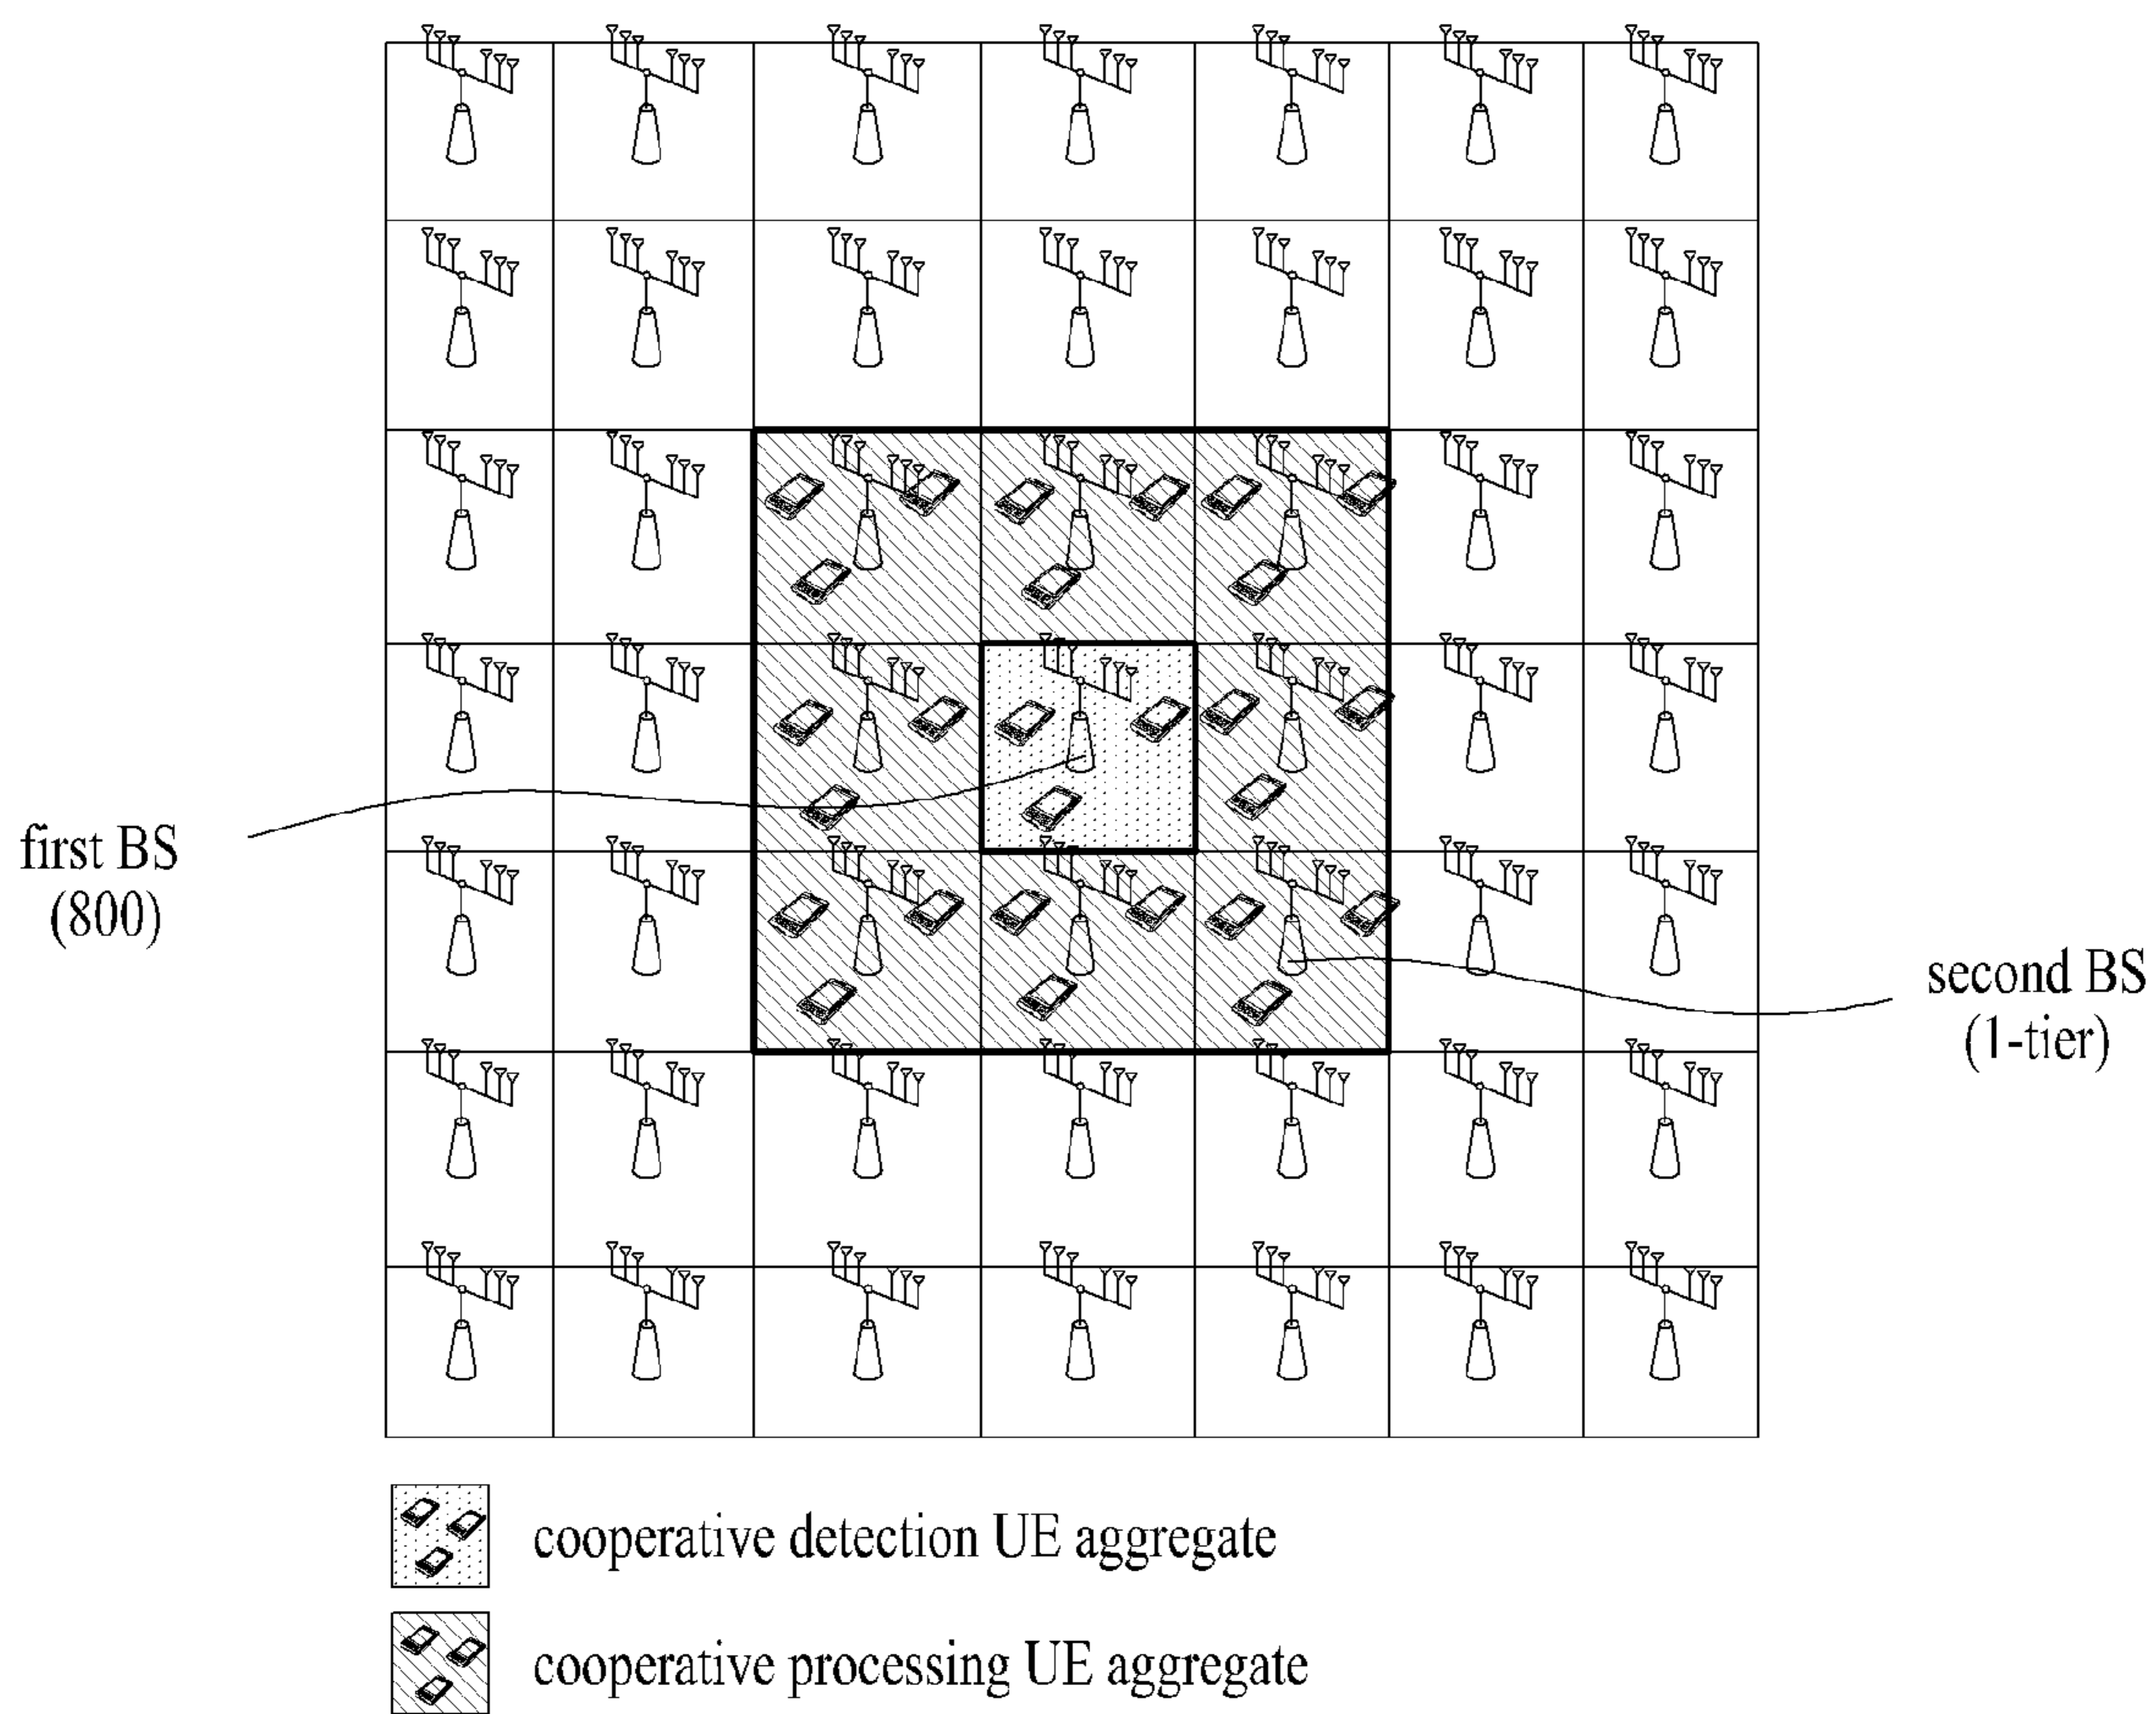 first BS
(800)
second BS
(1-tier)
cooperative detection UE aggregate
cooperative processing UE aggregate